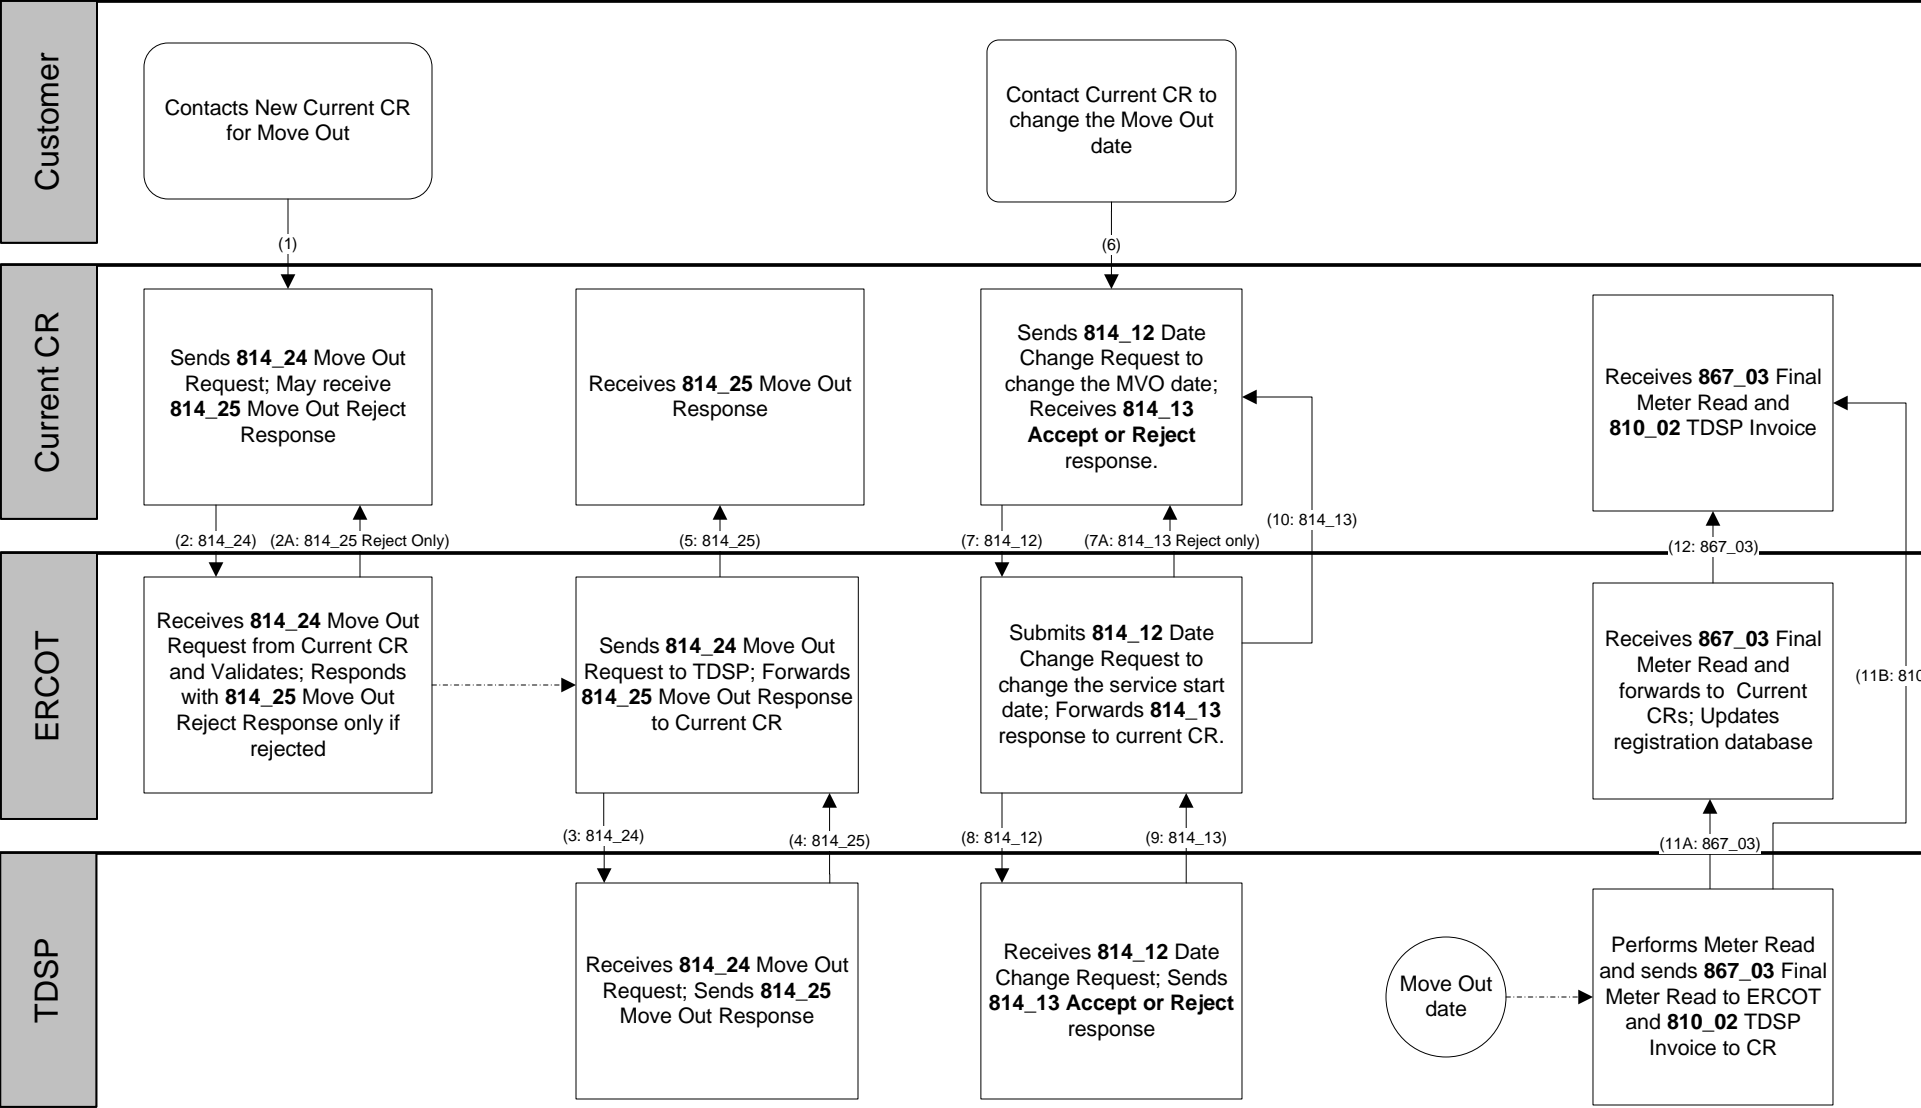 Customer
Contacts New Current CR
for Move Out
Contact Current CR to
change the Move Out
date
(1)
(6)
Current CR
Sends 814_24 Move Out
Request; May receive
814_25 Move Out Reject
Response
Receives 814_25 Move Out
Response
Sends 814_12 Date
Change Request to
change the MVO date;
Receives 814_13
Accept or Reject
response.
Receives 867_03 Final
Meter Read and
810_02 TDSP Invoice
(2: 814_24)
(2A: 814_25 Reject Only)
(5: 814_25)
(7: 814_12)
(7A: 814_13 Reject only)
(10: 814_13)
(12: 867_03)
ERCOT
Receives 814_24 Move Out
Request from Current CR
and Validates; Responds
with 814_25 Move Out
Reject Response only if
rejected
Sends 814_24 Move Out
Request to TDSP; Forwards
814_25 Move Out Response
to Current CR
Submits 814_12 Date
Change Request to
change the service start
date; Forwards 814_13
response to current CR.
Receives 867_03 Final
Meter Read and
forwards to Current
CRs; Updates
registration database
(11B: 810
(3: 814_24)
(4: 814_25)
(8: 814_12)
(9: 814_13)
(11A: 867_03)
TDSP
Receives 814_24 Move Out
Request; Sends 814_25
Move Out Response
Receives 814_12 Date
Change Request; Sends
814_13 Accept or Reject
response
Move Out
date
Performs Meter Read
and sends 867_03 Final
Meter Read to ERCOT
and 810_02 TDSP
Invoice to CR